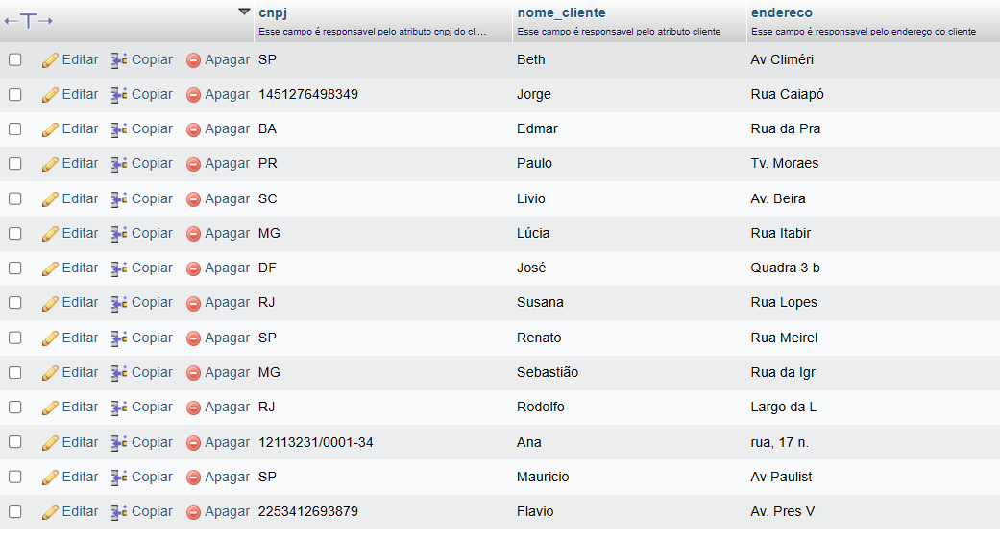 cnpj nome_cliente endereco
Esse campo é responsavel pelo atributo cnpj do cli... Esse campo é responsavel pelo atributo cliente Esse campo é responsavel pelo endereço do cliente
Editar Copiar Apagar SP Beth Av Climéri
Editar Copiar Apagar 1451276498349 Jorge Rua Caiapó
Editar Copiar Apagar BA Edmar Rua da Pra
Editar Copiar Apagar PR Paulo Tv. Moraes
Editar Copiar Apagar SC Livio Av. Beira
Editar Copiar Apagar MG Lúcia Rua Itabir
Editar Copiar Apagar DF José Quadra 3 b
Editar Copiar Apagar RJ Susana Rua Lopes
Editar Copiar Apagar SP Renato Rua Meirel
Editar Copiar Apagar MG Sebastião Rua da Igr
Editar Copiar Apagar RJ Rodolfo Largo da L
Editar Copiar Apagar 12113231/0001-34 Ana rua, 17 n.
Editar Copiar Apagar SP Mauricio Av Paulist
Editar Copiar Apagar 2253412693879 Flavio Av. Pres V